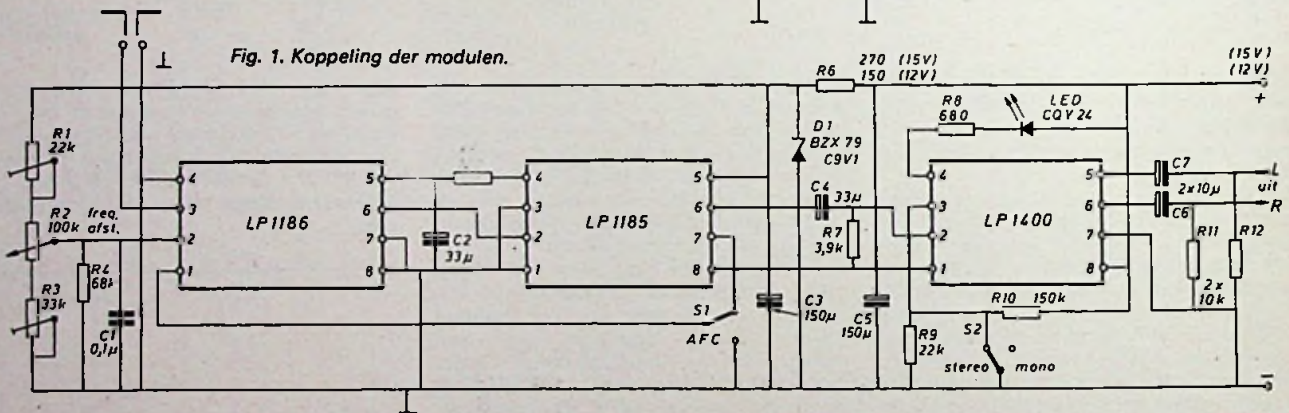 Fig. 1. Koppeling der modulen.
R6
270 (15V)
150 (12V)
(15V)
(12V)
+
R1
22k
R2
100k
freq.
afst.
R3
33k
R4
68k
C1
0,1µ
4
3
2
1
LP1186
5
6
7
8
C2
33µ
4
3
2
1
LP1185
5
6
7
8
S1
AFC
C3
150µ
D1
BZX 79
C9V1
C4
33µ
R7
3,9k
C5
150µ
R8
680
LED
CQY 24
4
3
2
1
LP1400
5
6
7
8
R9
22k
R10 150k
S2
stereo mono
C7
2x10µ
C6
L
uit
R
R11
R12
2x
10k
-